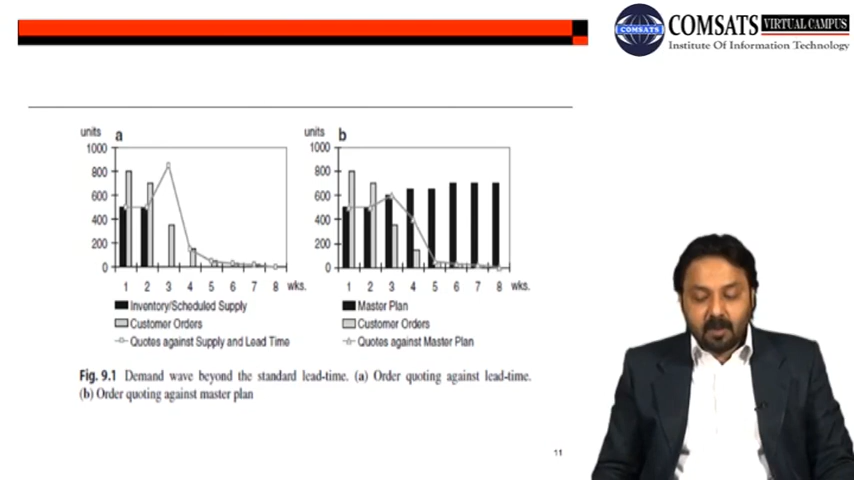 COMSATS VIRTUAL CAMPUS
Institute Of Information Technology
COMSATS
units a
1000
800
600
400
200
0
1 2 3 4 5 6 7 8 wks.
Inventory/Scheduled Supply
Customer Orders
Quotes against Supply and Lead Time
units b
1000
800
600
400
200
0
1 2 3 4 5 6 7 8 wks.
Master Plan
Customer Orders
Quotes against Master Plan
Fig. 9.1 Demand wave beyond the standard lead-time. (a) Order quoting against lead-time.
(b) Order quoting against master plan
11